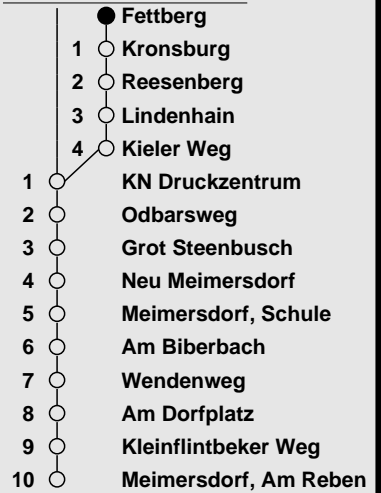 Fettberg
1 Kronsburg
2 Reesenberg
3 Lindenhain
4 Kieler Weg
1 KN Druckzentrum
2 Odbarsweg
3 Grot Steenbusch
4 Neu Meimersdorf
5 Meimersdorf, Schule
6 Am Biberbach
7 Wendenweg
8 Am Dorfplatz
9 Kleinflintbeker Weg
10 Meimersdorf, Am Reben